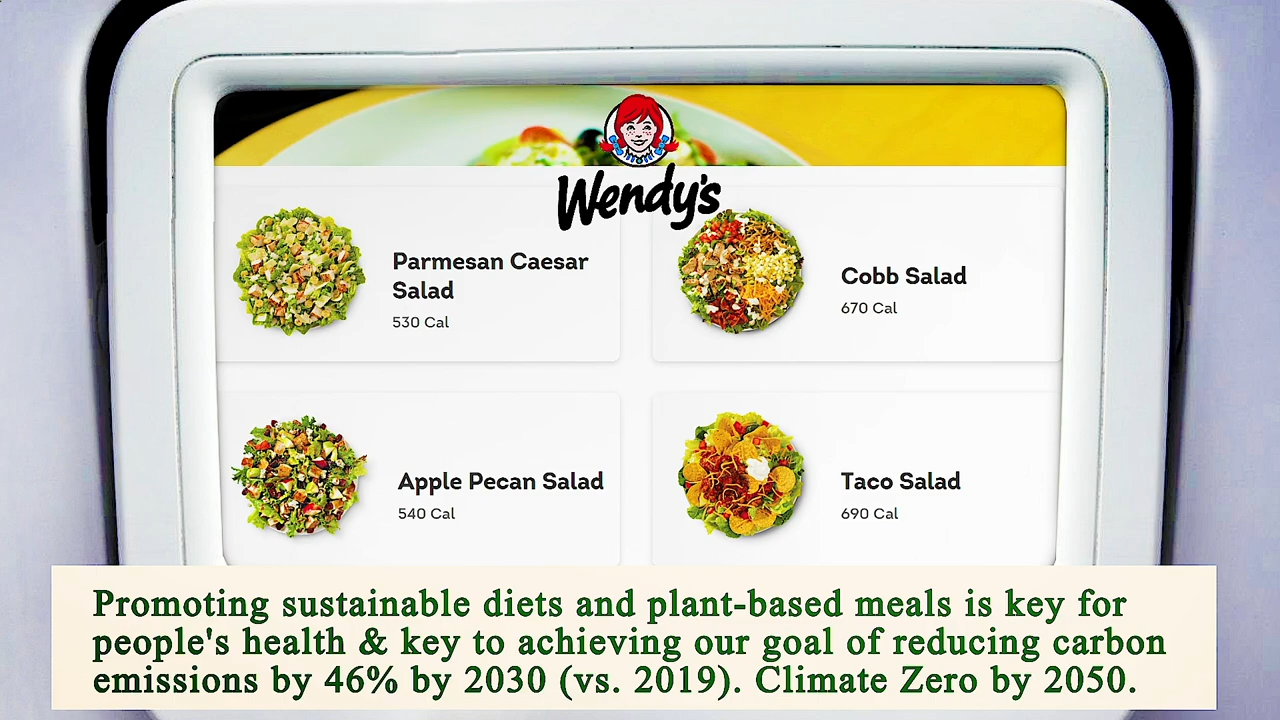 Wendy's
Parmesan Caesar
Salad
530 Cal
Cobb Salad
670 Cal
Apple Pecan Salad
540 Cal
Taco Salad
690 Cal
Promoting sustainable diets and plant-based meals is key for
people's health & key to achieving our goal of reducing carbon
emissions by 46% by 2030 (vs. 2019). Climate Zero by 2050.